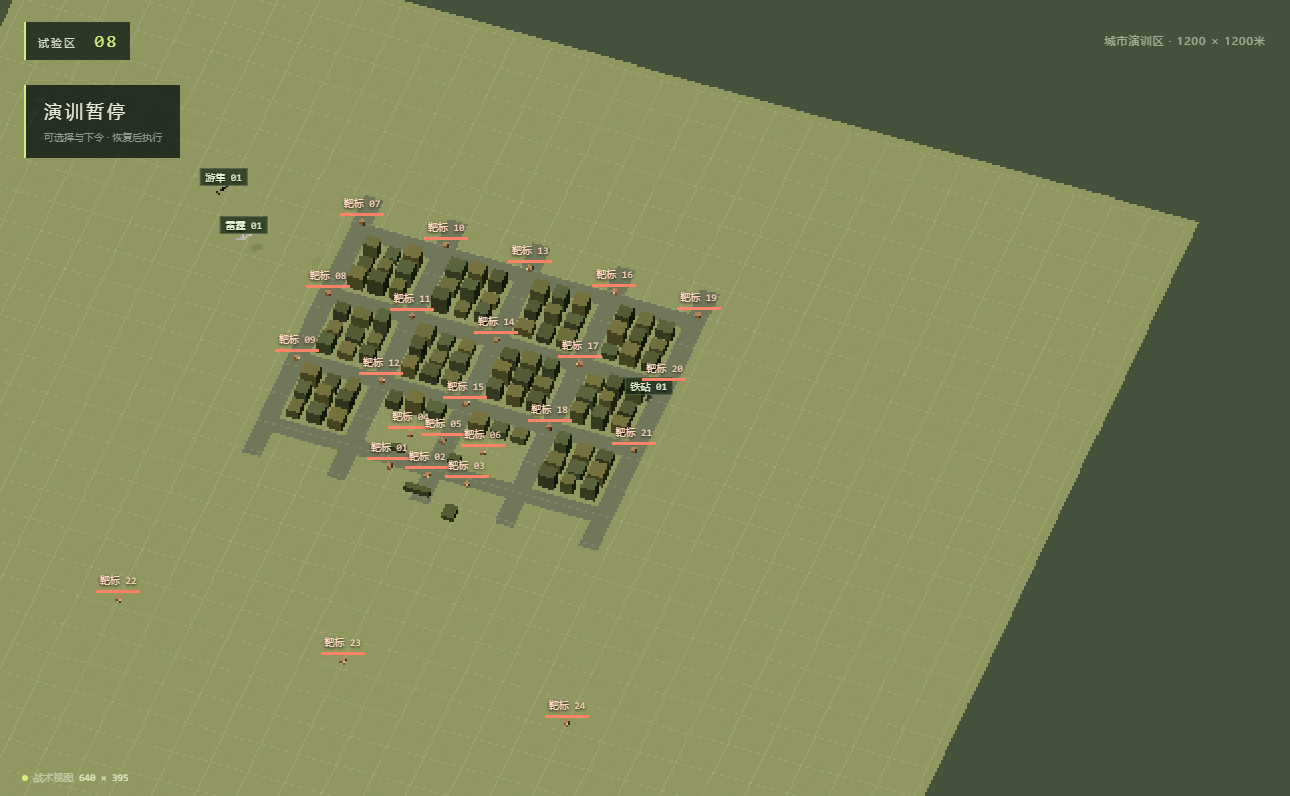 试验区 08
城市演训区 · 1200 × 1200米
演训暂停
可选择与下令 · 恢复后执行
游隼 01
雷霆 01
靶标 07
靶标 10
靶标 13
靶标 16
靶标 19
靶标 08
靶标 11
靶标 14
靶标 17
靶标 20
靶标 09
靶标 12
靶标 15
铁砧 01
靶标 18
靶标 04
靶标 05
靶标 06
靶标 21
靶标 01
靶标 02
靶标 03
靶标 22
靶标 23
靶标 24
战术视图 640 × 395